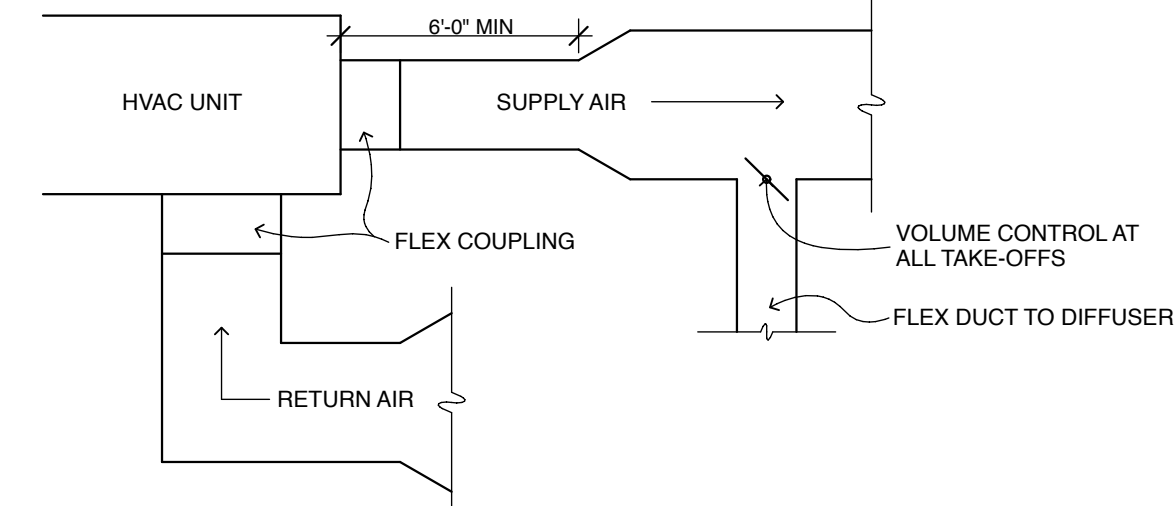 6'-0" MIN
HVAC UNIT
SUPPLY AIR
FLEX COUPLING
VOLUME CONTROL AT
ALL TAKE-OFFS
FLEX DUCT TO DIFFUSER
RETURN AIR